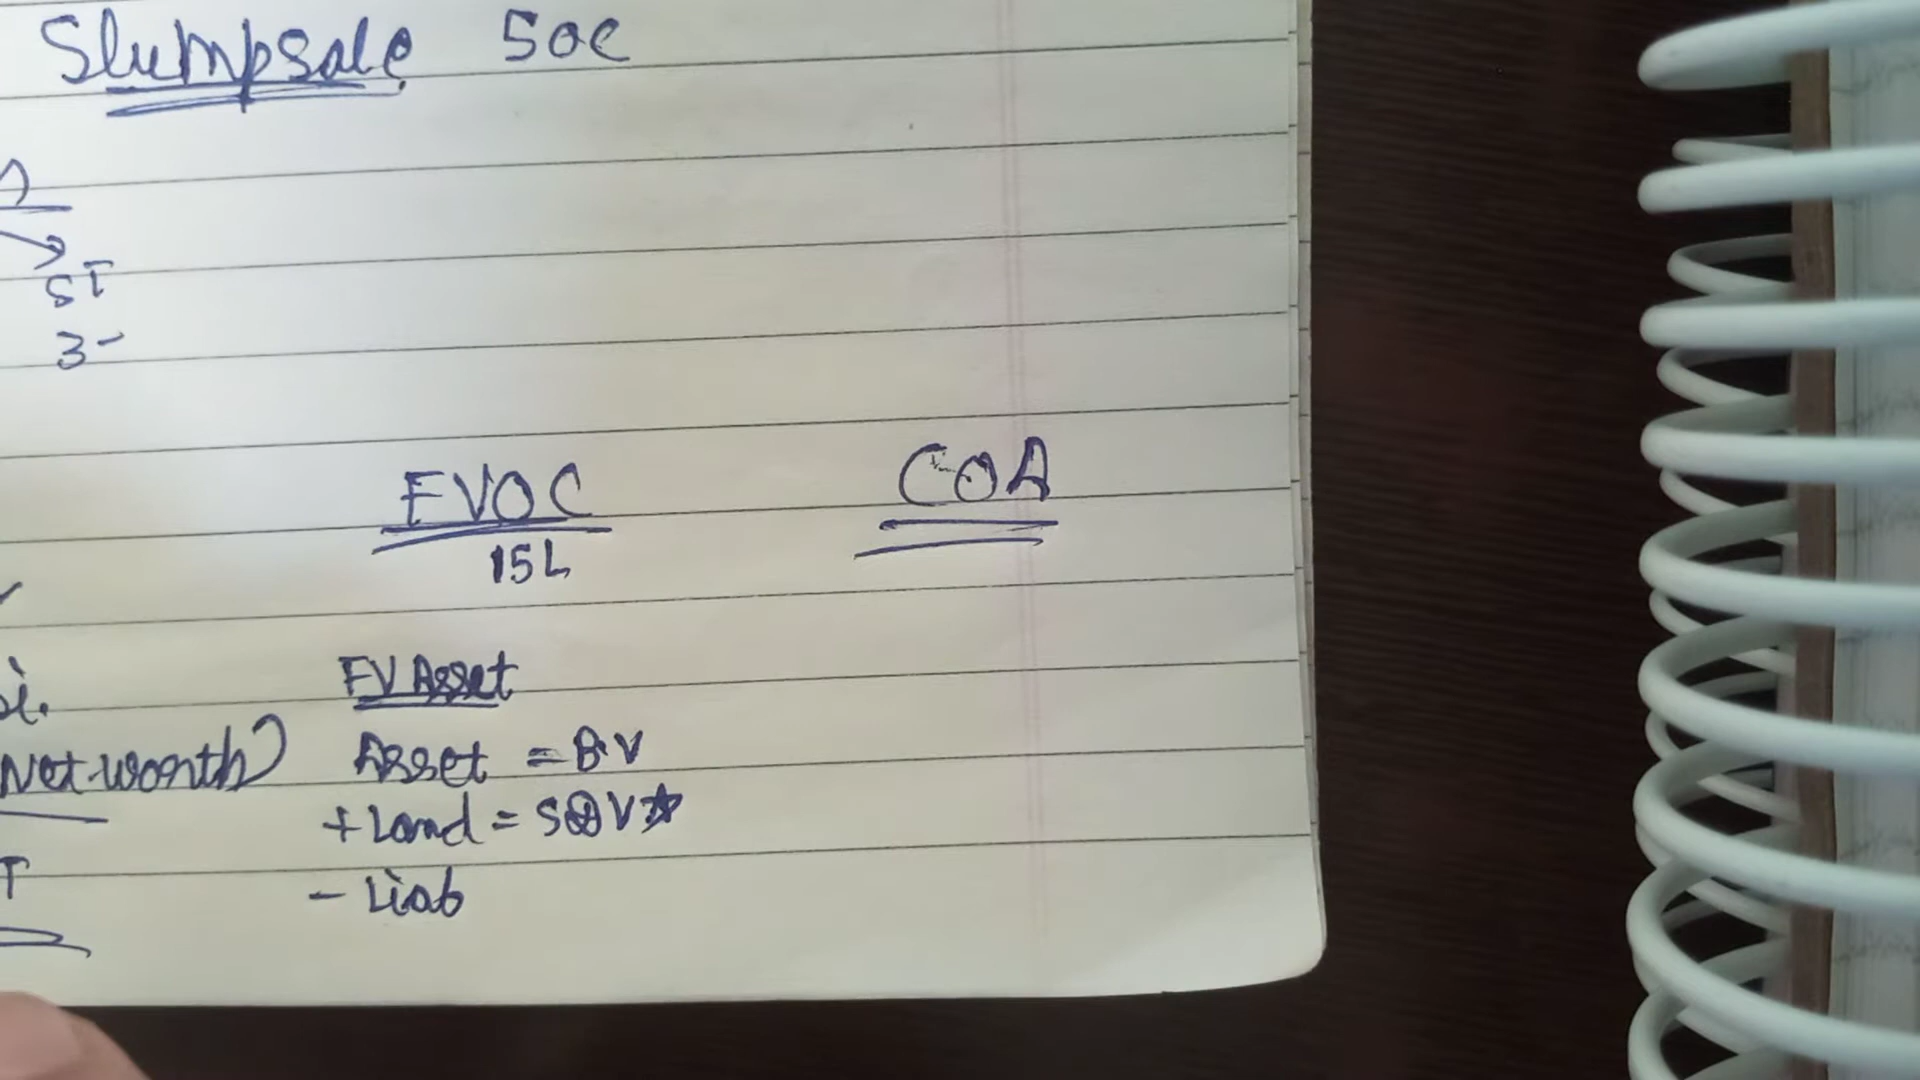 Slumpsale 50C
ST
3-
FVOC COA
15L
FV Asset
Net worth) Asset = BV
+ Land = SDV
- Liab